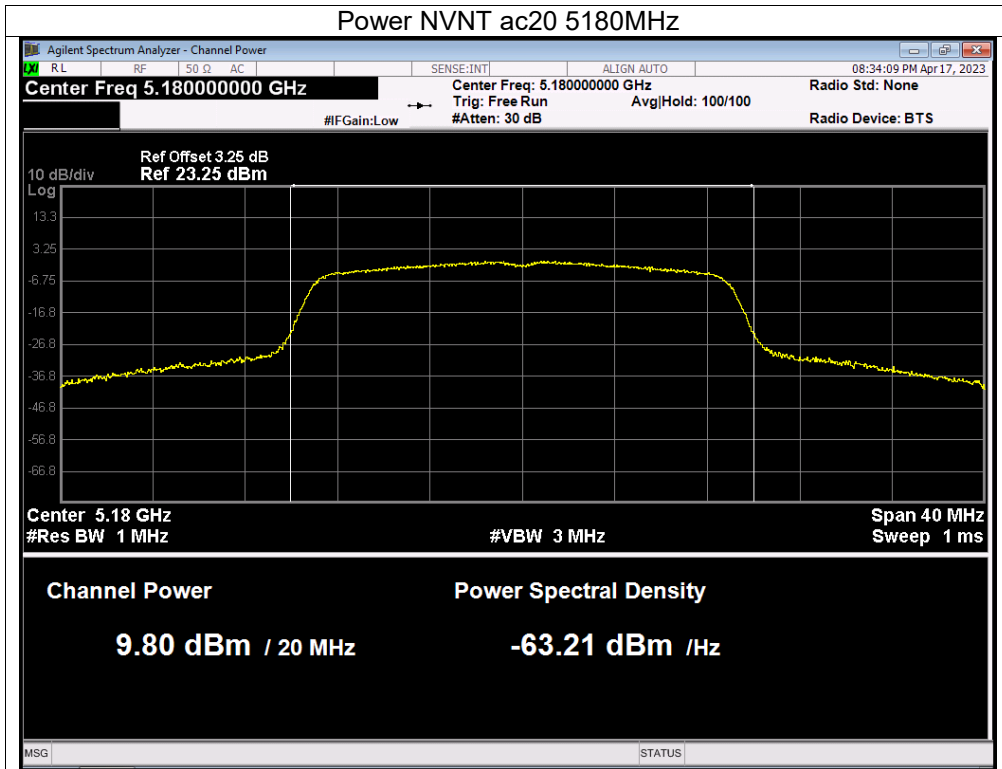 Power NVNT ac20 5180MHz
Agilent Spectrum Analyzer - Channel Power
LXI RL RF 50 Ω AC SENSE:INT ALIGN AUTO 08:34:09 PM Apr 17, 2023
Center Freq 5.180000000 GHz Center Freq: 5.180000000 GHz Radio Std: None
Trig: Free Run Avg|Hold: 100/100
#IFGain:Low #Atten: 30 dB Radio Device: BTS
Ref Offset 3.25 dB
10 dB/div Ref 23.25 dBm
Log
13.3
3.25
-6.75
-16.8
-26.8
-36.8
-46.8
-56.8
-66.8
Center 5.18 GHz Span 40 MHz
#Res BW 1 MHz #VBW 3 MHz Sweep 1 ms
Channel Power Power Spectral Density
9.80 dBm / 20 MHz -63.21 dBm /Hz
MSG STATUS